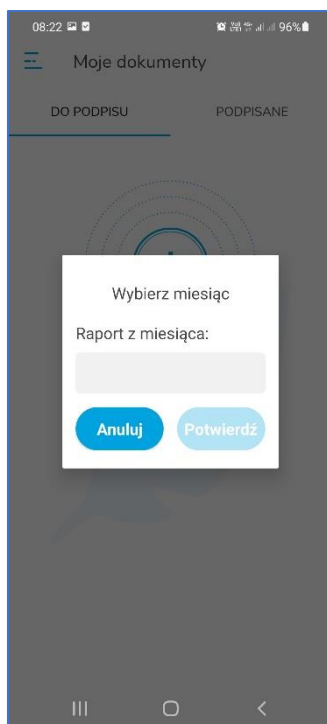 08:22 96%
Moje dokumenty
DO PODPISU PODPISANE
Wybierz miesiąc
Raport z miesiąca:
Anuluj Potwierdź